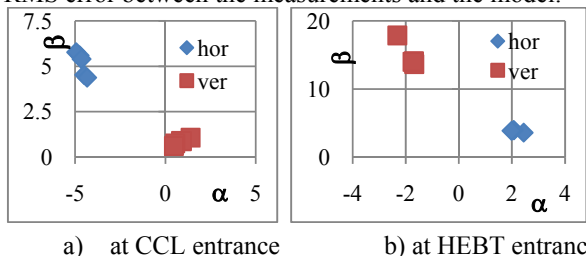 RMS error between the measurements and the model.
7.5
5
2.5
0
β
hor
ver
-5 0 5
α
20
10
0
β
hor
ver
-4 -2 0 2 4
α
a) at CCL entrance
b) at HEBT entranc